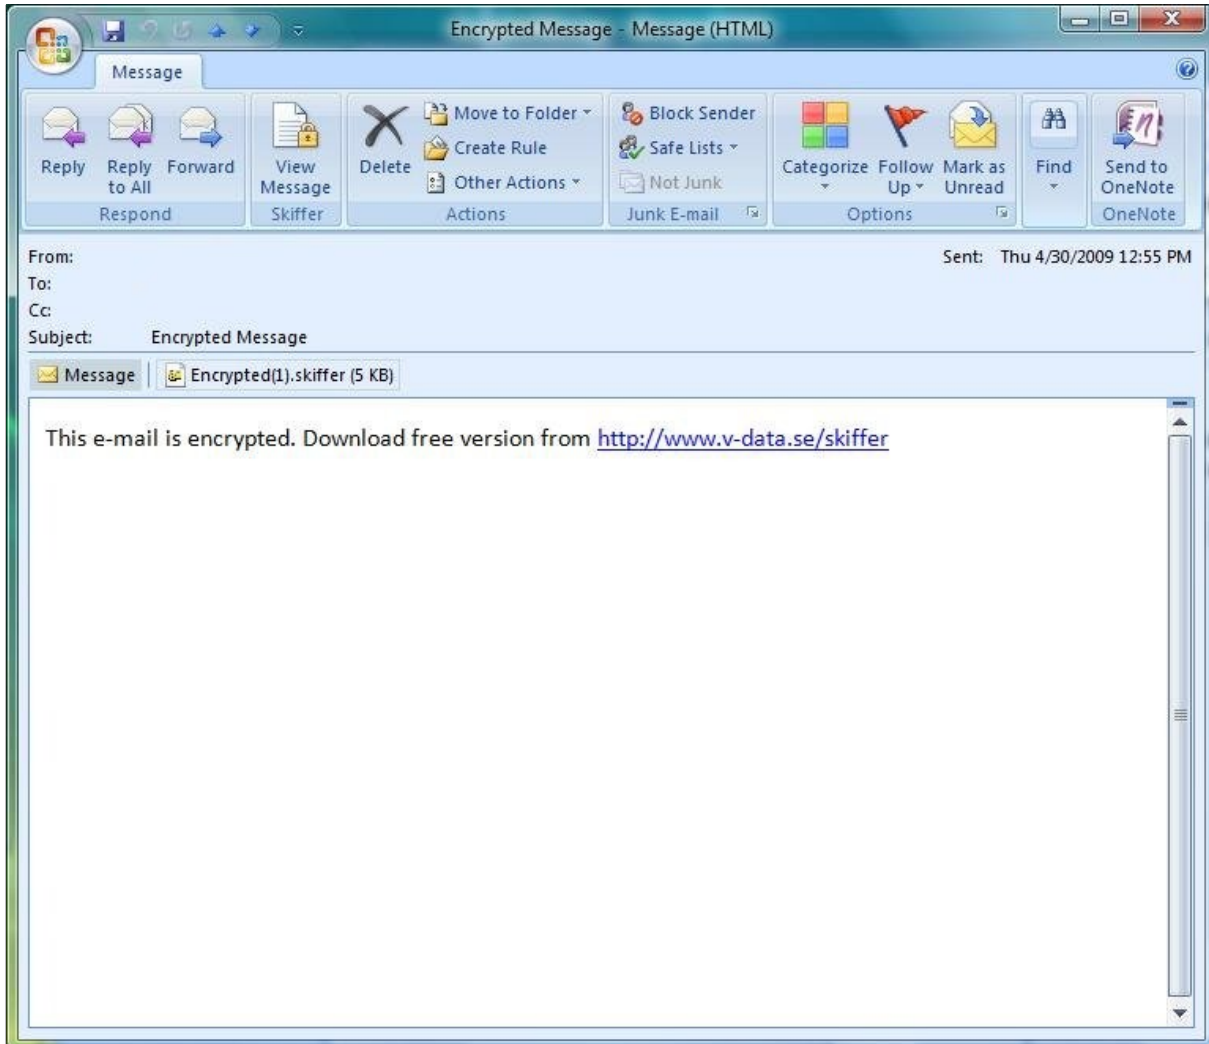 Encrypted Message - Message (HTML)
Message
Reply
Reply to All
Forward
Respond
View Message
Skiffer
Delete
Move to Folder
Create Rule
Other Actions
Actions
Block Sender
Safe Lists
Not Junk
Junk E-mail
Categorize
Follow Up
Mark as Unread
Options
Find
Send to OneNote
OneNote
From:
Sent: Thu 4/30/2009 12:55 PM
To:
Cc:
Subject: Encrypted Message
Message
Encrypted(1).skiffer (5 KB)
This e-mail is encrypted. Download free version from http://www.v-data.se/skiffer